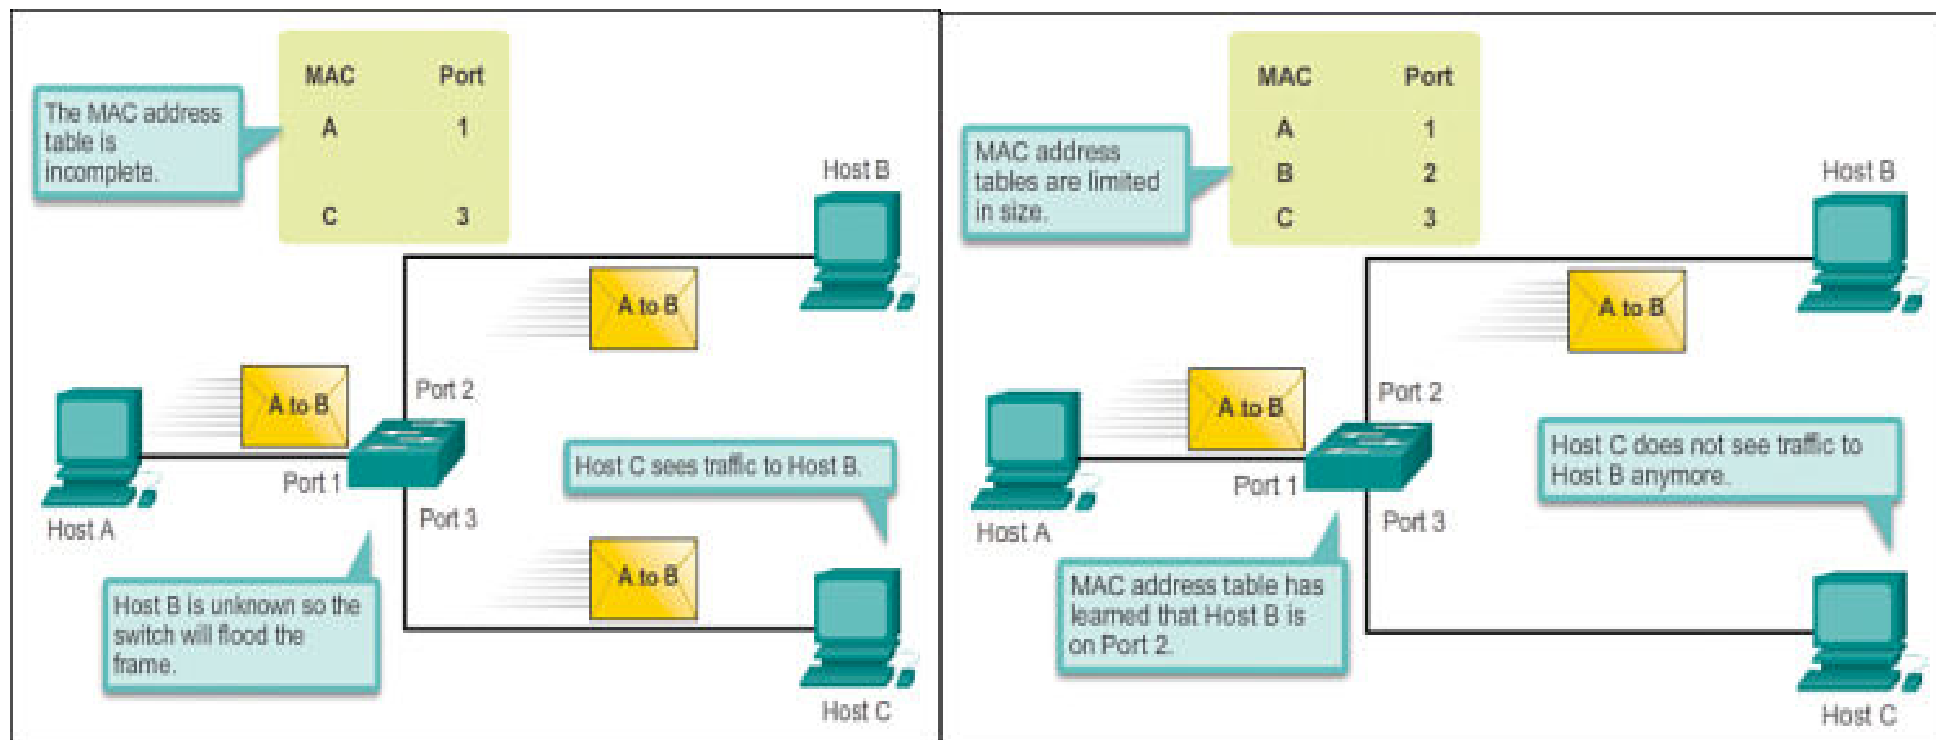 MAC Port
The MAC address
table is
incomplete.
A 1
C 3
Host B
A to B
A to B
Port 2
Host C sees traffic to Host B.
Port 1
Port 3
Host A
A to B
Host B is unknown so the
switch will flood the
frame.
Host C
MAC Port
A 1
MAC address
tables are limited
in size.
B 2
C 3
Host B
A to B
A to B
Port 2
Host C does not see traffic to
Host B anymore.
Port 1
Port 3
Host A
MAC address table has
learned that Host B is
on Port 2.
Host C